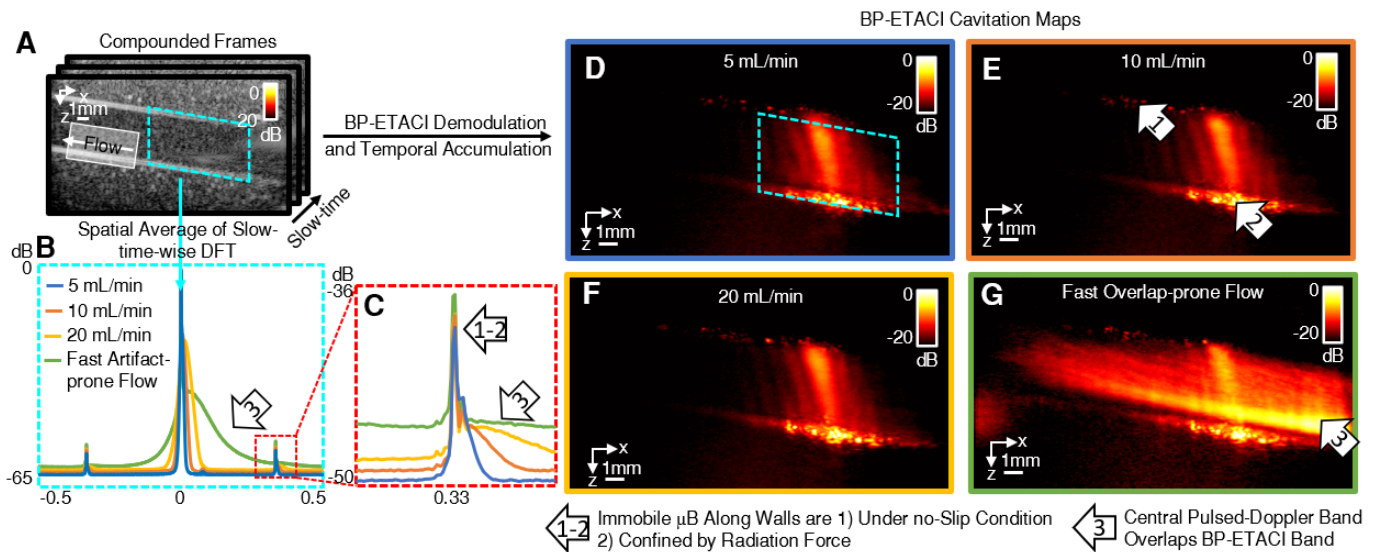 BP-ETACI Cavitation Maps
A
Compounded Frames
x
z
1mm
0
20
dB
Flow
Slow-time
BP-ETACI Demodulation
and Temporal Accumulation
Spatial Average of Slow-
time-wise DFT
B
dB
0
-65
5 mL/min
10 mL/min
20 mL/min
Fast Artifact-
prone Flow
3
-0.5
0
0.5
C
dB
-36
-50
1-2
3
0.33
D
5 mL/min
0
-20
dB
x
z
1mm
E
10 mL/min
0
-20
dB
1
2
x
z
1mm
F
20 mL/min
0
-20
dB
x
z
1mm
G
Fast Overlap-prone Flow
0
-20
dB
3
x
z
1mm
1-2
Immobile μB Along Walls are 1) Under no-Slip Condition
2) Confined by Radiation Force
3
Central Pulsed-Doppler Band
Overlaps BP-ETACI Band